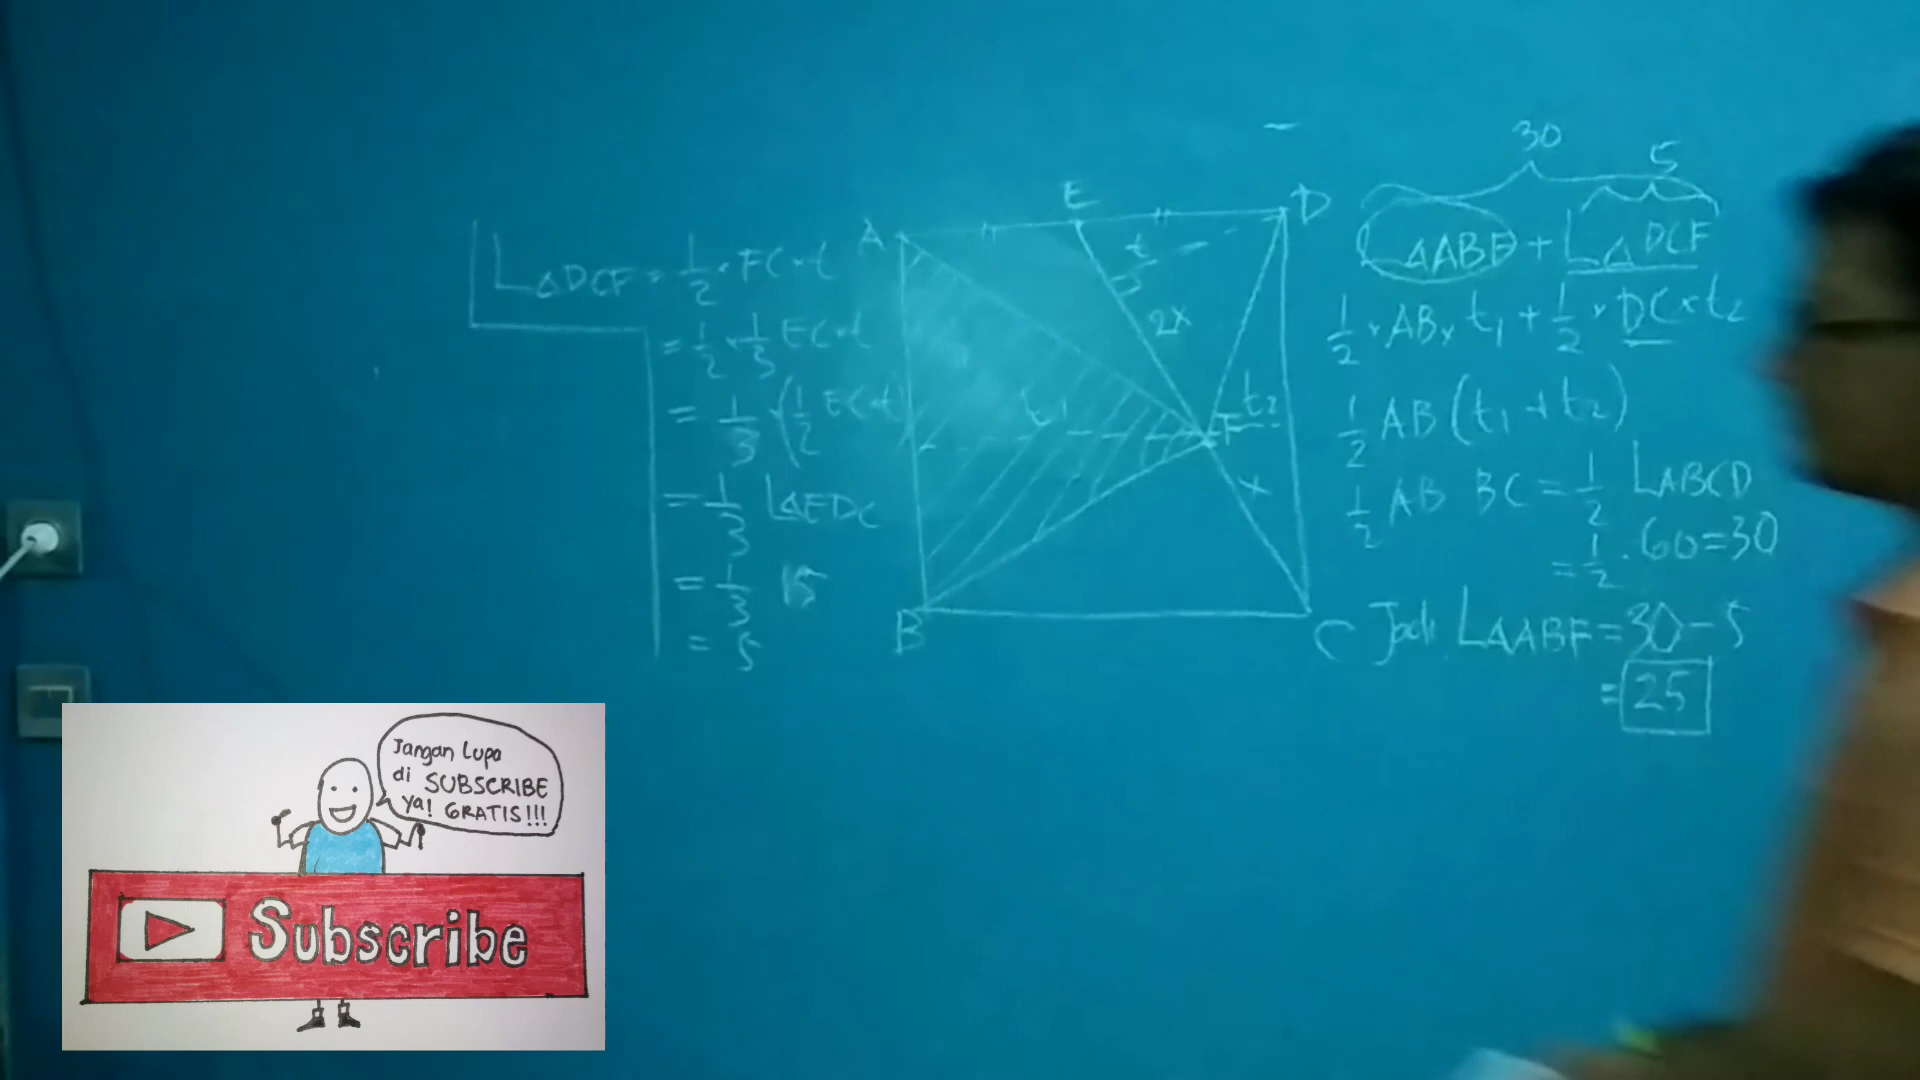 L△DCF = 1/2 · FC · t
= 1/2 · 1/3 EC · t
= 1/3 · (1/2 EC · t
= 1/3 L△EDC
= 1/3 15
= 5
A
E
D
t
2x
t1
F
t2
x
B
C
30
5
L△ABF + L△DCF
1/2 · AB × t1 + 1/2 · DC × t2
1/2 AB (t1 + t2)
1/2 AB BC = 1/2 LABCD
= 1/2 . 60 = 30
Jadi L△ABF = 30 - 5
= 25
Jangan Lupa
di SUBSCRIBE
ya! GRATIS!!!
Subscribe